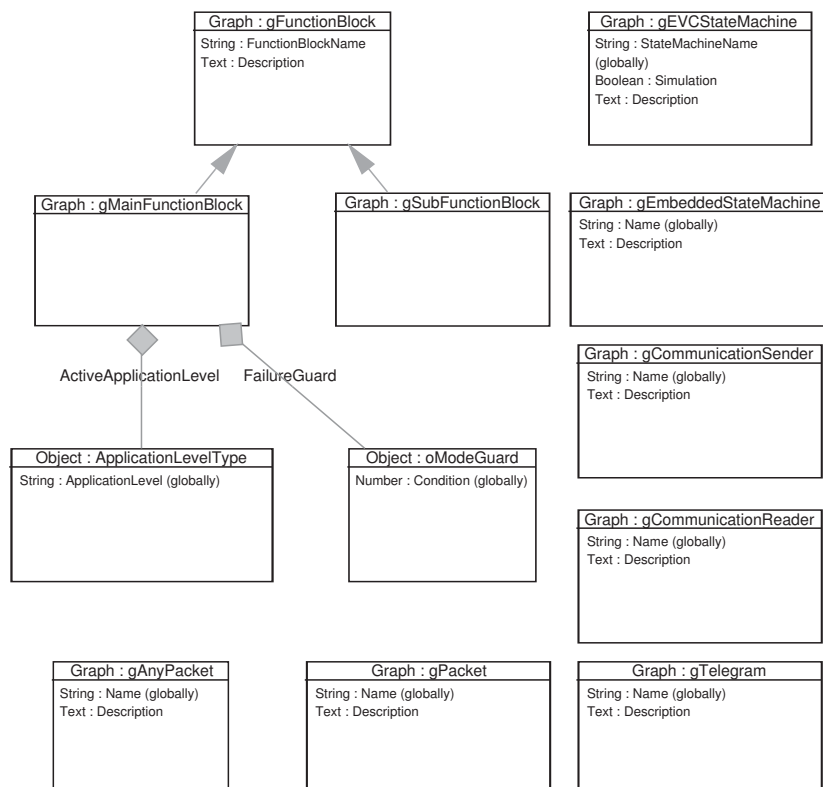 Graph : gFunctionBlock
String : FunctionBlockName
Text : Description
Graph : gEVCStateMachine
String : StateMachineName
(globally)
Boolean : Simulation
Text : Description
Graph : gMainFunctionBlock
Graph : gSubFunctionBlock
Graph : gEmbeddedStateMachine
String : Name (globally)
Text : Description
ActiveApplicationLevel
FailureGuard
Graph : gCommunicationSender
String : Name (globally)
Text : Description
Object : ApplicationLevelType
String : ApplicationLevel (globally)
Object : oModeGuard
Number : Condition (globally)
Graph : gCommunicationReader
String : Name (globally)
Text : Description
Graph : gAnyPacket
String : Name (globally)
Text : Description
Graph : gPacket
String : Name (globally)
Text : Description
Graph : gTelegram
String : Name (globally)
Text : Description